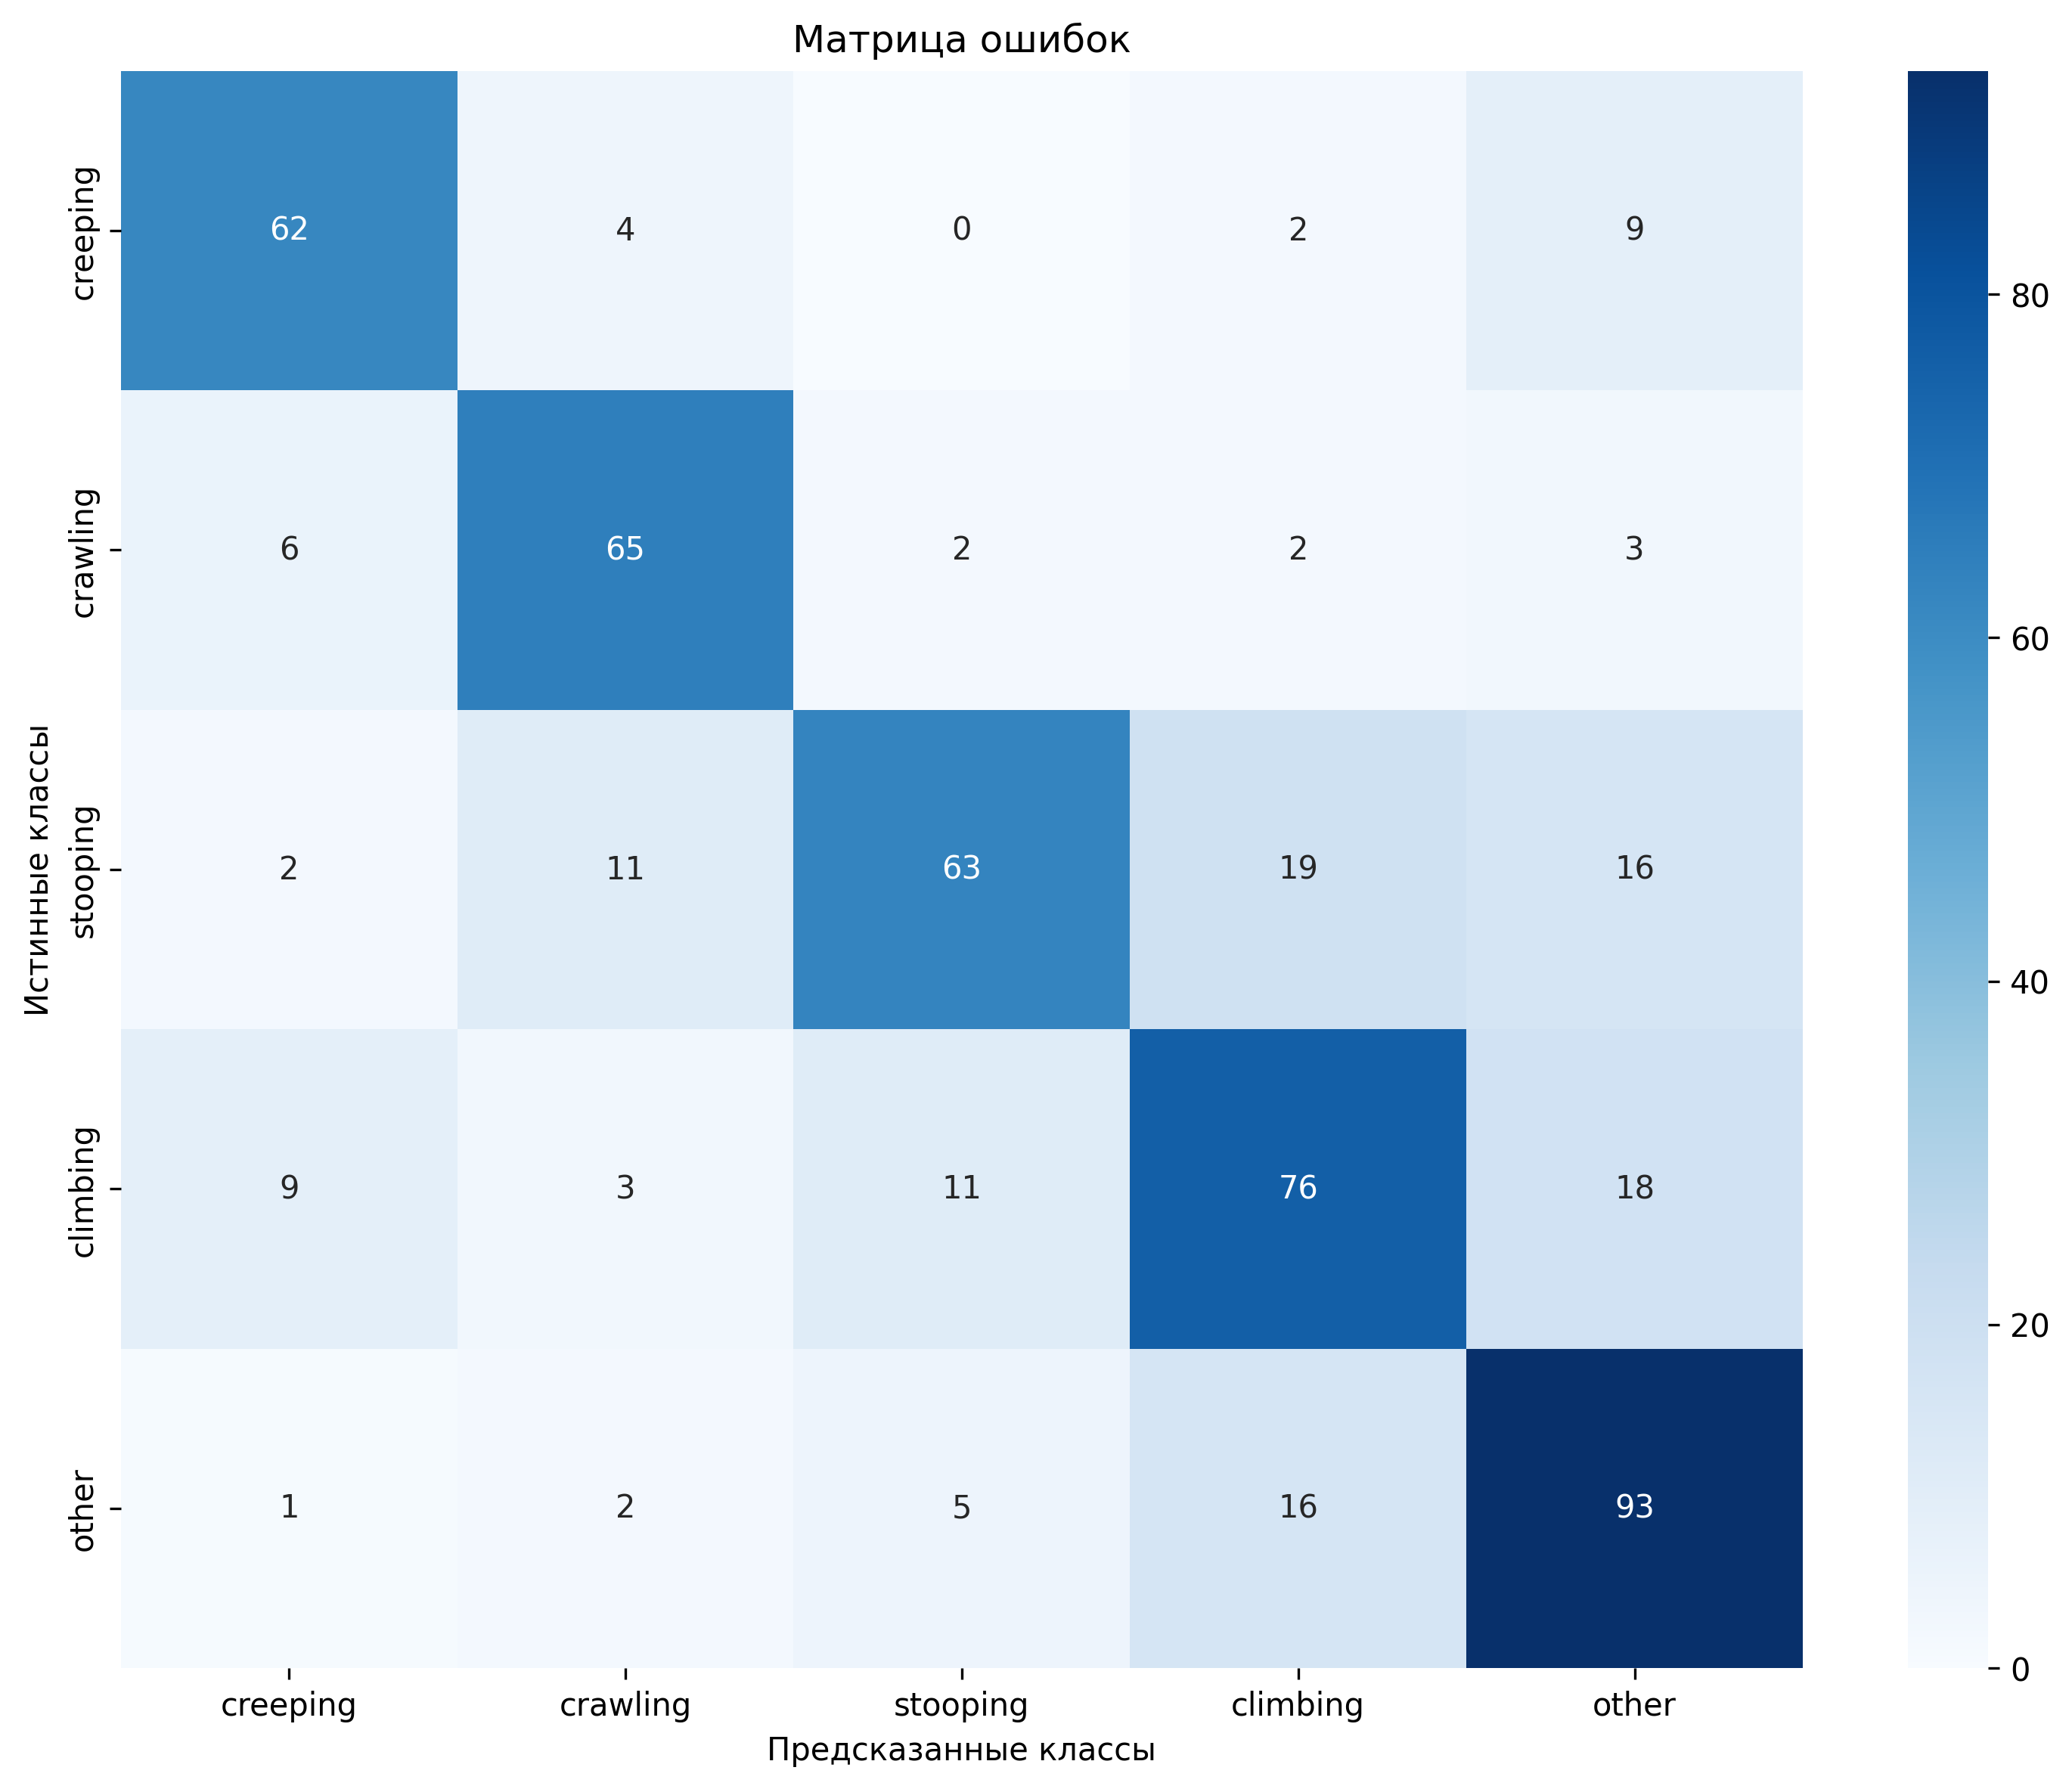 Матрица ошибок
Истинные классы
creeping
62 4 0 2 9
crawling
6 65 2 2 3
stooping
2 11 63 19 16
climbing
9 3 11 76 18
other
1 2 5 16 93
creeping crawling stooping climbing other
Предсказанные классы
80
60
40
20
0